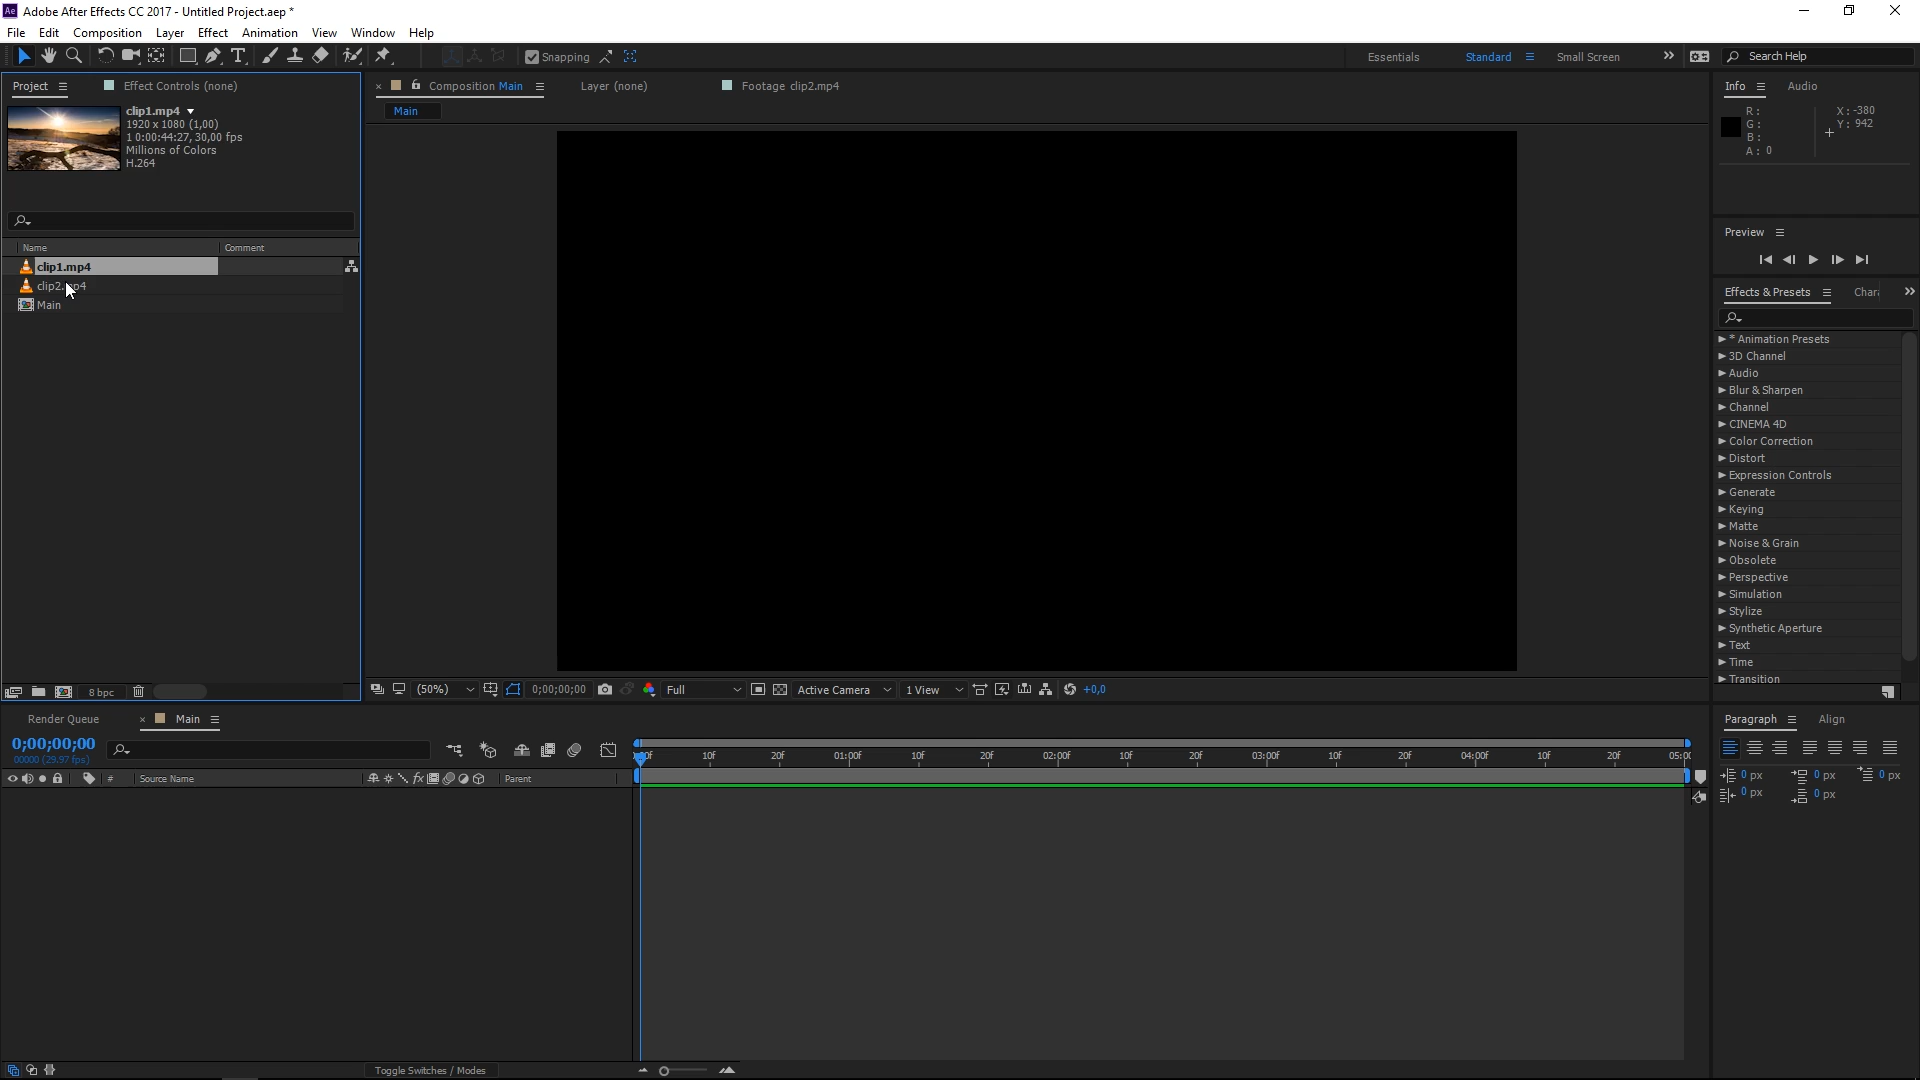 Ae Adobe After Effects CC 2017 - Untitled Project.aep *
File Edit Composition Layer Effect Animation View Window Help
Snapping Essentials Standard Small Screen Search Help
Project Effect Controls (none) Composition Main Layer (none) Footage clip2.mp4 Info Audio
Main
clip1.mp4
1920 x 1080 (1,00)
1 0:00:44:27, 30,00 fps
Millions of Colors
H.264
R:
G:
B:
A: 0
X: -380
Y: 942
Name Comment
clip1.mp4
Main
Preview
Effects & Presets
* Animation Presets
3D Channel
Audio
Blur & Sharpen
Channel
CINEMA 4D
Color Correction
Distort
Expression Controls
Generate
Keying
Matte
Noise & Grain
Obsolete
Perspective
Simulation
Stylize
Synthetic Aperture
Text
Time
Transition
8 bpc
(50%) 0;00;00;00 Full Active Camera 1 View +0,0
Render Queue Main
0;00;00;00
00000 (29.97 fps)
10f 20f 01:00f 10f 20f 02:00f 10f 20f 03:00f 10f 20f 04:00f 10f 20f
# Source Name fx Parent
Toggle Switches / Modes
Paragraph Align
0 px 0 px 0 px
0 px 0 px